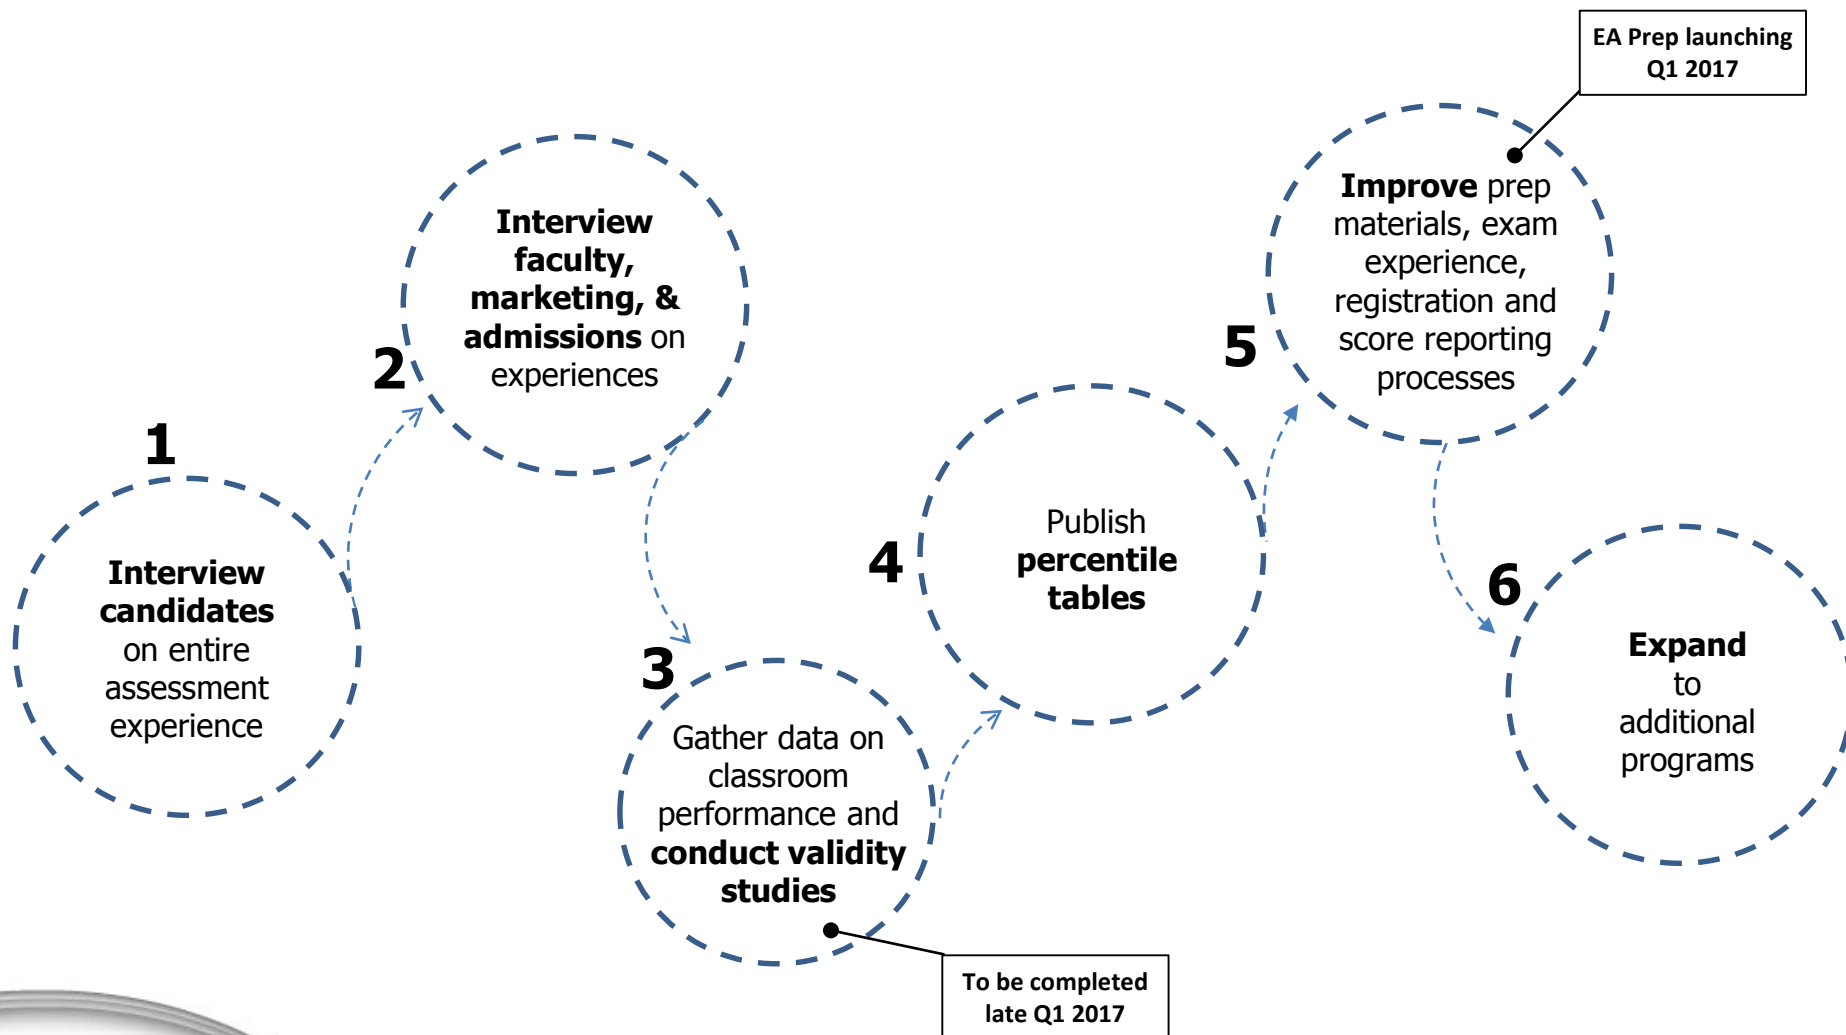 1
Interview
candidates
on entire
assessment
experience
2
Interview
faculty,
marketing, &
admissions on
experiences
3
Gather data on
classroom
performance and
conduct validity
studies
To be completed
late Q1 2017
4
Publish
percentile
tables
5
Improve prep
materials, exam
experience,
registration and
score reporting
processes
EA Prep launching
Q1 2017
6
Expand
to
additional
programs